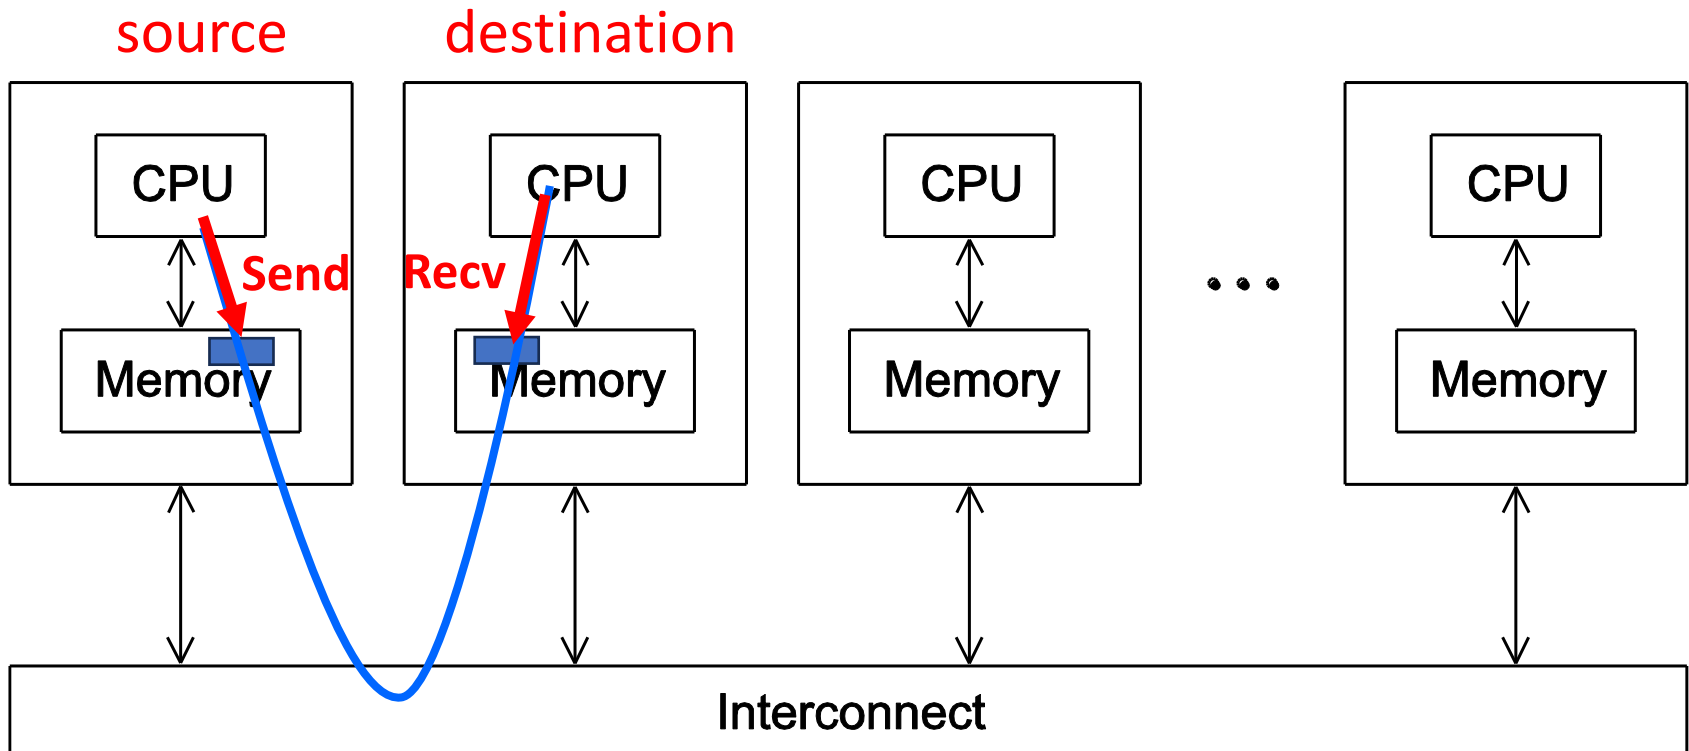 source
destination
CPU
CPU
CPU
CPU
Send
Recv
Memory
Memory
Memory
Memory
Interconnect